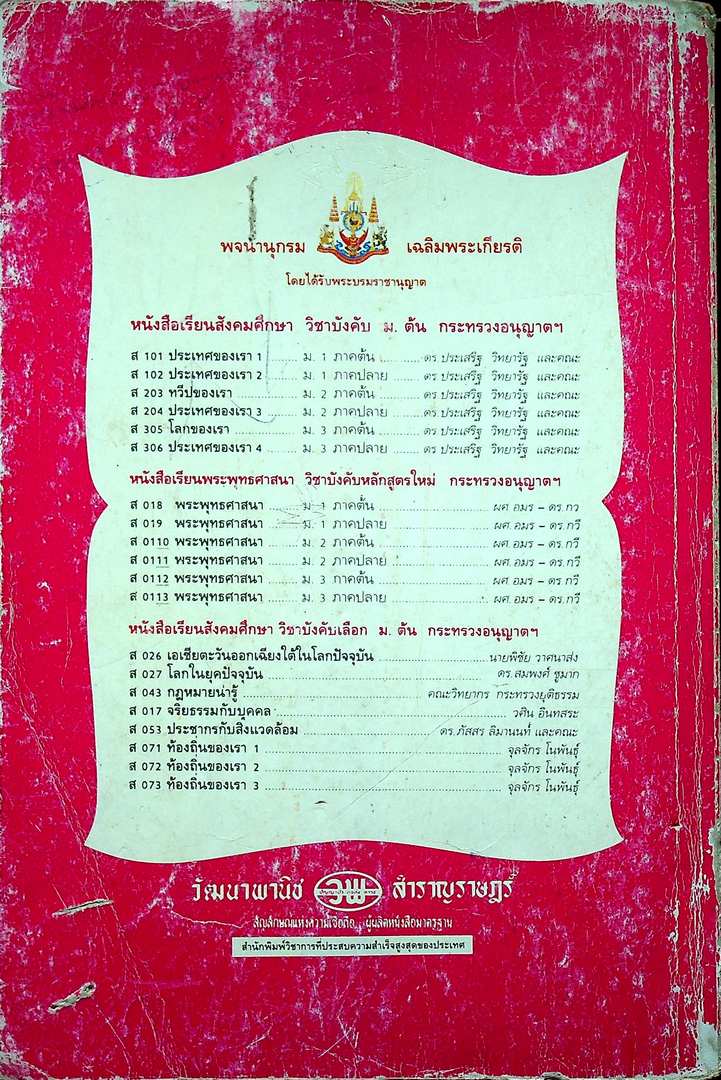 พจนานุกรม เฉลิมพระเกียรติ
โดยได้รับพระบรมราชานุญาต
หนังสือเรียนสังคมศึกษา วิชาบังคับ ม. ต้น กระทรวงอนุญาตฯ
ส 101 ประเทศของเรา 1 ........ ม. 1 ภาคต้น ........... ดร ประเสริฐ วิทยารัฐ และคณะ
ส 102 ประเทศของเรา 2 ........ ม. 1 ภาคปลาย ....... ดร ประเสริฐ วิทยารัฐ และคณะ
ส 203 ทวีปของเรา ................ ม. 2 ภาคต้น ........... ดร ประเสริฐ วิทยารัฐ และคณะ
ส 204 ประเทศของเรา 3 ........ ม. 2 ภาคปลาย ....... ดร ประเสริฐ วิทยารัฐ และคณะ
ส 305 โลกของเรา ................. ม. 3 ภาคต้น ........... ดร ประเสริฐ วิทยารัฐ และคณะ
ส 306 ประเทศของเรา 4 ........ ม. 3 ภาคปลาย ....... ดร ประเสริฐ วิทยารัฐ และคณะ
หนังสือเรียนพระพุทธศาสนา วิชาบังคับหลักสูตรใหม่ กระทรวงอนุญาตฯ
ส 018 พระพุทธศาสนา ........ ม. 1 ภาคต้น ........................... ผศ.อมร – ดร.กวี
ส 019 พระพุทธศาสนา ........ ม. 1 ภาคปลาย ....................... ผศ.อมร – ดร.กวี
ส 0110 พระพุทธศาสนา ........ ม. 2 ภาคต้น ........................... ผศ.อมร – ดร.กวี
ส 0111 พระพุทธศาสนา ........ ม. 2 ภาคปลาย ....................... ผศ.อมร – ดร.กวี
ส 0112 พระพุทธศาสนา ........ ม. 3 ภาคต้น ........................... ผศ.อมร – ดร.กวี
ส 0113 พระพุทธศาสนา ........ ม. 3 ภาคปลาย ....................... ผศ.อมร – ดร.กวี
หนังสือเรียนสังคมศึกษา วิชาบังคับเลือก ม. ต้น กระทรวงอนุญาตฯ
ส 026 เอเชียตะวันออกเฉียงใต้ในโลกปัจจุบัน ........................... นายพิชัย วาศนาส่ง
ส 027 โลกในยุคปัจจุบัน ........................................................ ดร.สมพงศ์ ชูมาก
ส 043 กฎหมายน่ารู้ ........................................ คณะวิทยากร กระทรวงยุติธรรม
ส 017 จริยธรรมกับบุคคล ........................................................ วศิน อินทสระ
ส 053 ประชากรกับสิ่งแวดล้อม ............................. ดร.ภัสสร ลิมานนท์ และคณะ
ส 071 ท้องถิ่นของเรา 1 ........................................................ จุลจักร โนพันธุ์
ส 072 ท้องถิ่นของเรา 2 ........................................................ จุลจักร โนพันธุ์
ส 073 ท้องถิ่นของเรา 3 ........................................................ จุลจักร โนพันธุ์
วัฒนาพานิช วพ สำราญราษฎร์
สัญลักษณ์แห่งความเชื่อถือ ผู้ผลิตหนังสือมาตรฐาน
สำนักพิมพ์วิชาการที่ประสบความสำเร็จสูงสุดของประเทศ